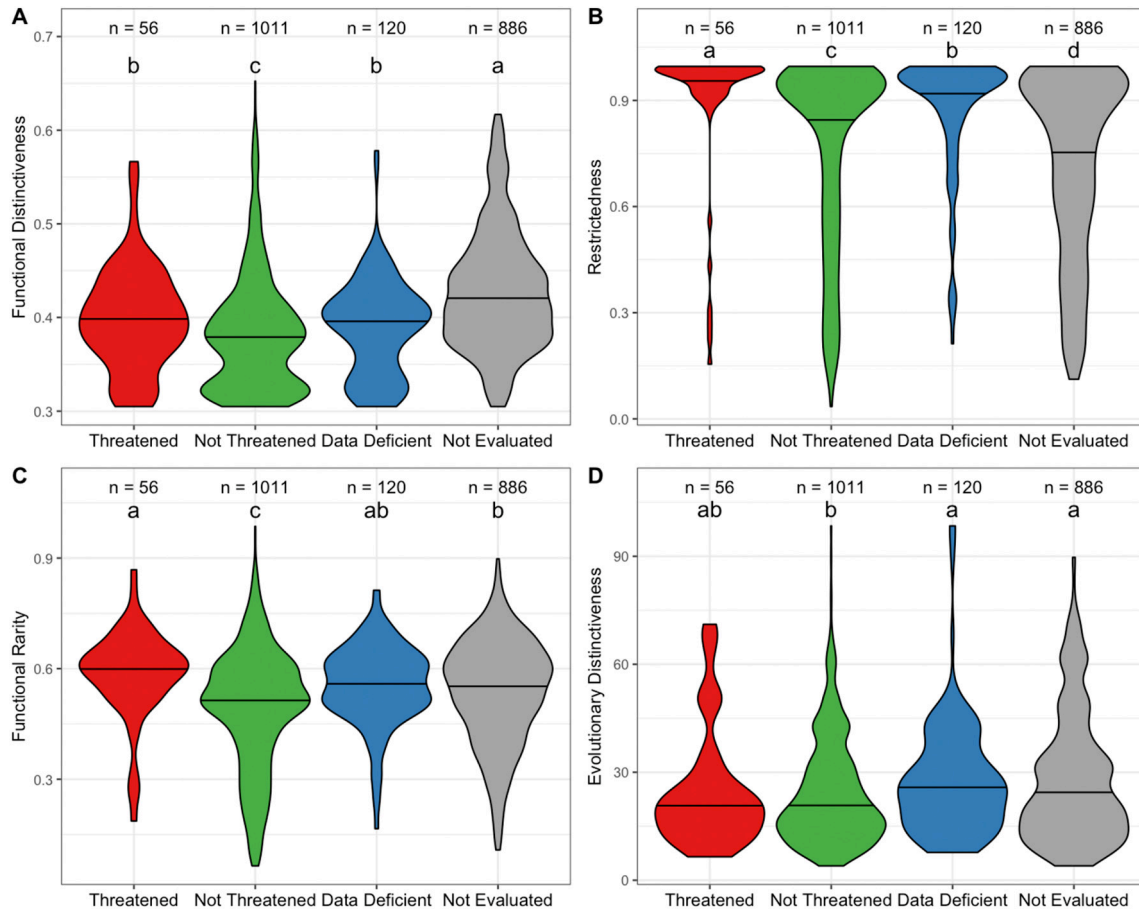 A
n = 56 n = 1011 n = 120 n = 886
b c b a
0.7
0.6
0.5
0.4
0.3
Functional Distinctiveness
Threatened Not Threatened Data Deficient Not Evaluated
B
n = 56 n = 1011 n = 120 n = 886
a c b d
0.9
0.6
0.3
0.0
Restrictedness
Threatened Not Threatened Data Deficient Not Evaluated
C
n = 56 n = 1011 n = 120 n = 886
a c ab b
0.9
0.6
0.3
Functional Rarity
Threatened Not Threatened Data Deficient Not Evaluated
D
n = 56 n = 1011 n = 120 n = 886
ab b a a
90
60
30
0
Evolutionary Distinctiveness
Threatened Not Threatened Data Deficient Not Evaluated